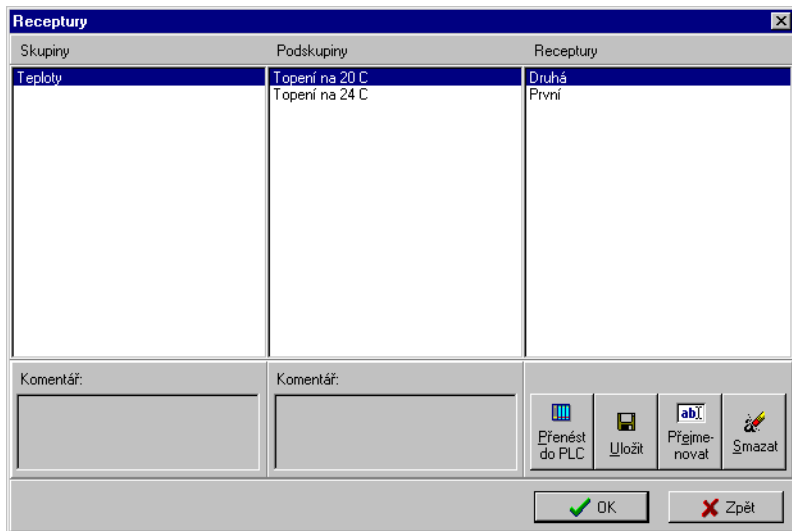 Receptury
Skupiny
Podskupiny
Receptury
Teploty
Topení na 20 C
Topení na 24 C
Druhá
První
Komentář:
Komentář:
Přenést
do PLC
Uložit
Přejme-
novat
Smazat
OK
Zpět